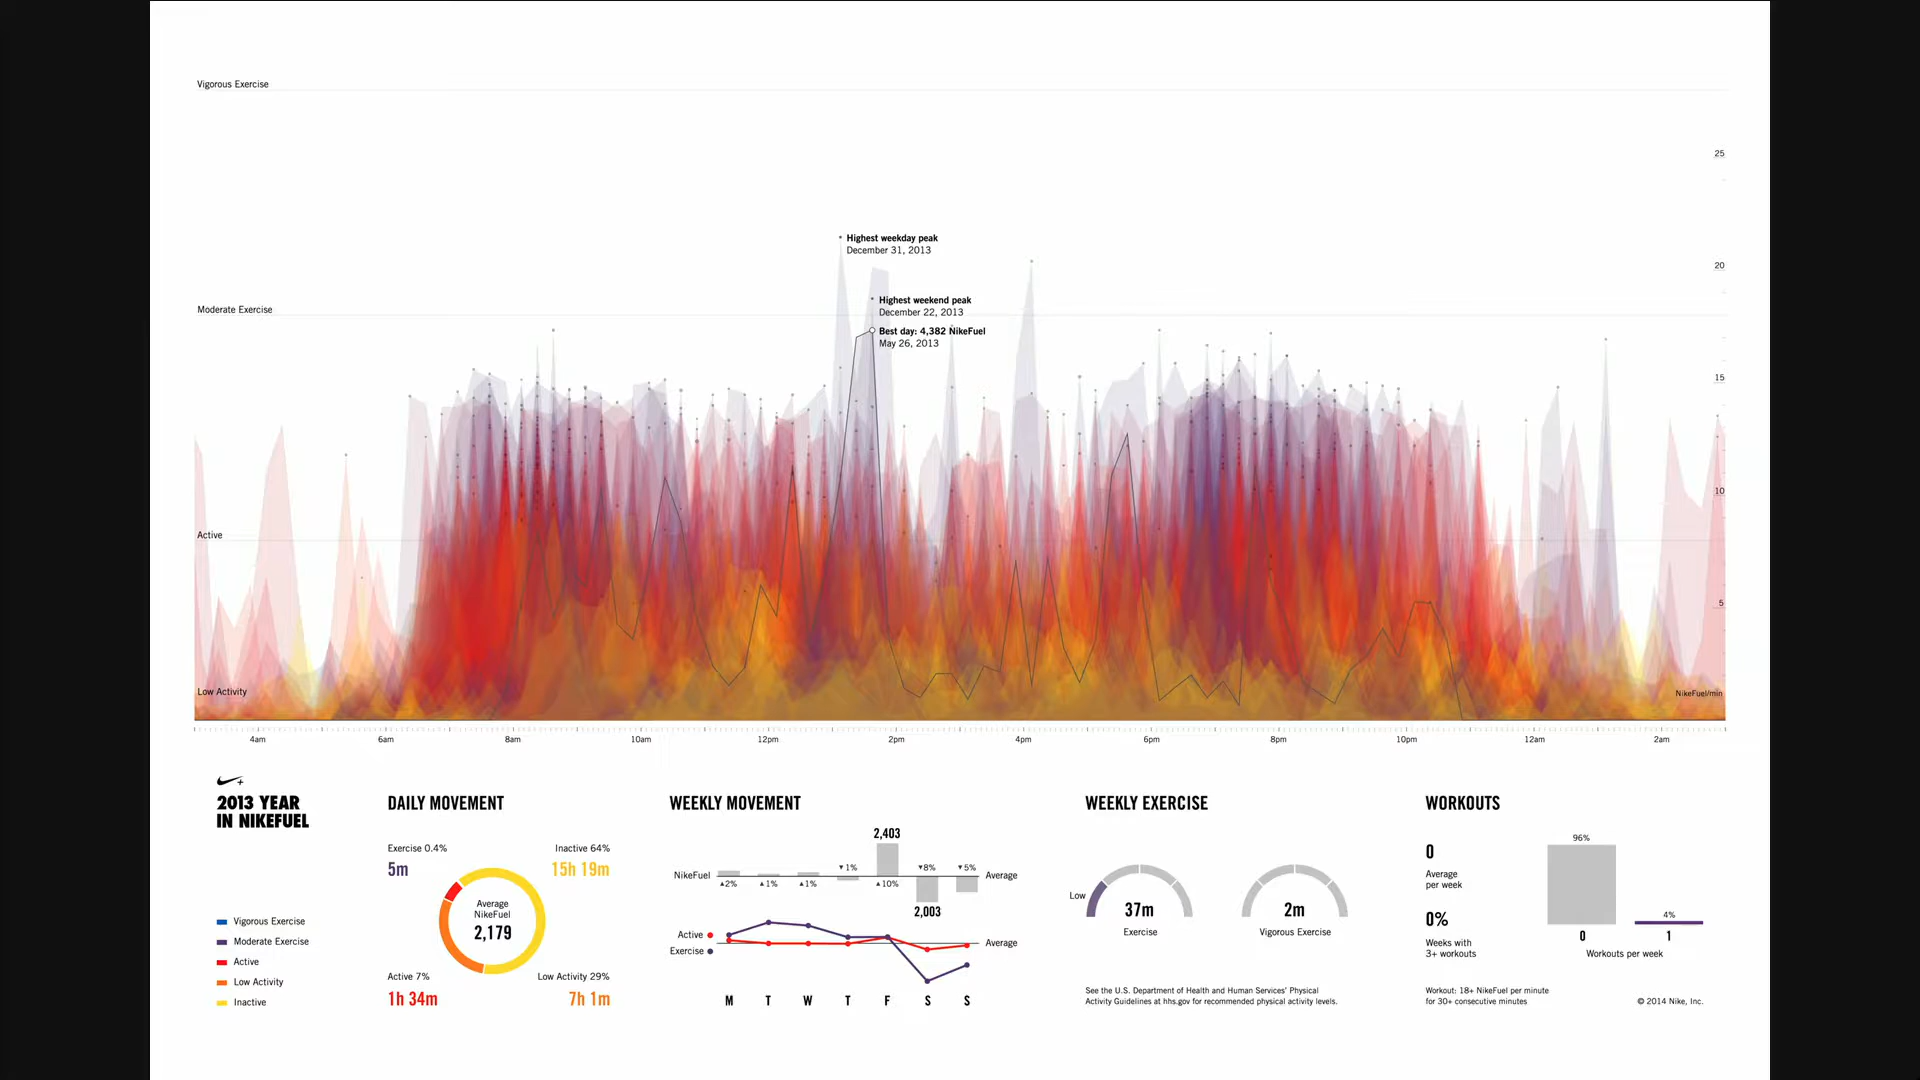 Vigorous Exercise
25
Highest weekday peak
December 31, 2013
20
Highest weekend peak
December 22, 2013
Moderate Exercise
Best day: 4,382 NikeFuel
May 26, 2013
15
10
Active
5
Low Activity
NikeFuel/min
4am 6am 8am 10am 12pm 2pm 4pm 6pm 8pm 10pm 12am 2am
2013 YEAR
IN NIKEFUEL
Vigorous Exercise
Moderate Exercise
Active
Low Activity
Inactive
DAILY MOVEMENT
Exercise 0.4%
5m
Inactive 64%
15h 19m
Average
NikeFuel
2,179
Active 7%
1h 34m
Low Activity 29%
7h 1m
WEEKLY MOVEMENT
2,403
▼1% ▼8% ▼5%
NikeFuel Average
▲2% ▲1% ▲1% ▲10%
2,003
Active
Average
Exercise
M T W T F S S
WEEKLY EXERCISE
Low
37m
Exercise
2m
Vigorous Exercise
See the U.S. Department of Health and Human Services' Physical
Activity Guidelines at hhs.gov for recommended physical activity levels.
WORKOUTS
0
Average
per week
0%
Weeks with
3+ workouts
96%
4%
0 1
Workouts per week
Workout: 18+ NikeFuel per minute
for 30+ consecutive minutes
© 2014 Nike, Inc.